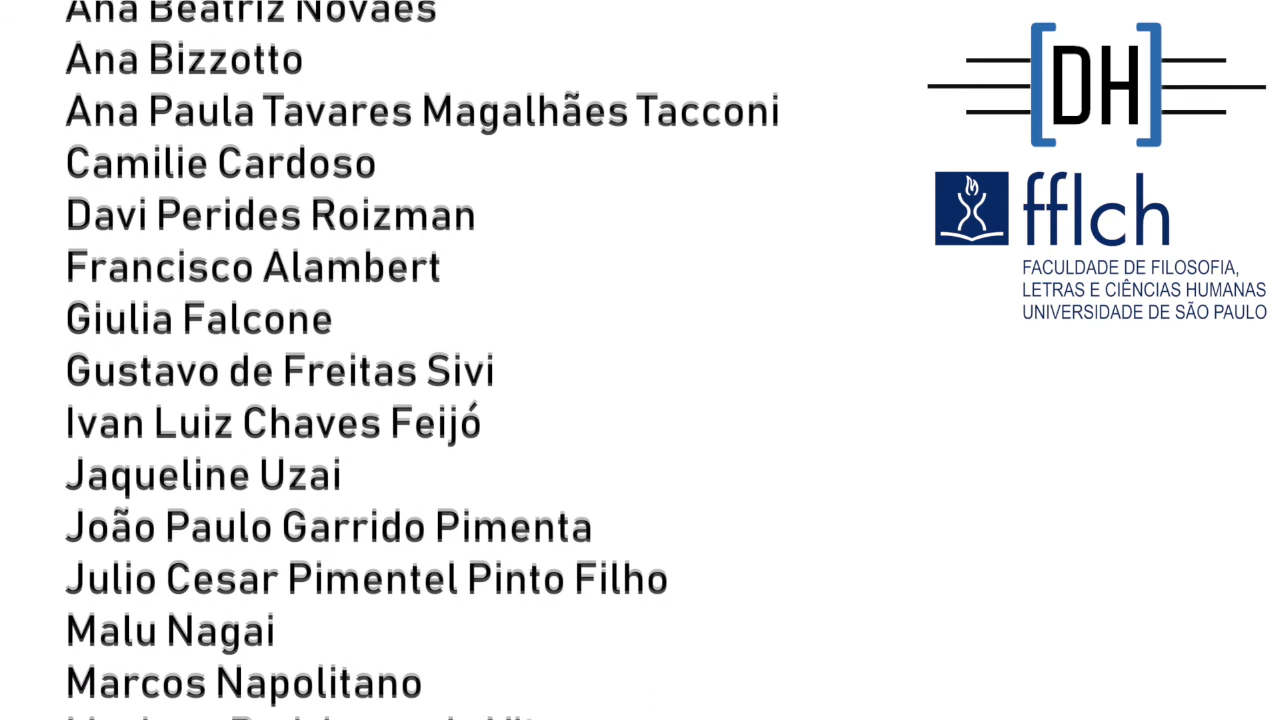 Ana Beatriz Novaes
Ana Bizzotto
Ana Paula Tavares Magalhães Tacconi
Camilie Cardoso
Davi Perides Roizman
Francisco Alambert
Giulia Falcone
Gustavo de Freitas Sivi
Ivan Luiz Chaves Feijó
Jaqueline Uzai
João Paulo Garrido Pimenta
Julio Cesar Pimentel Pinto Filho
Malu Nagai
Marcos Napolitano
[DH]
fflch
FACULDADE DE FILOSOFIA,
LETRAS E CIÊNCIAS HUMANAS
UNIVERSIDADE DE SÃO PAULO